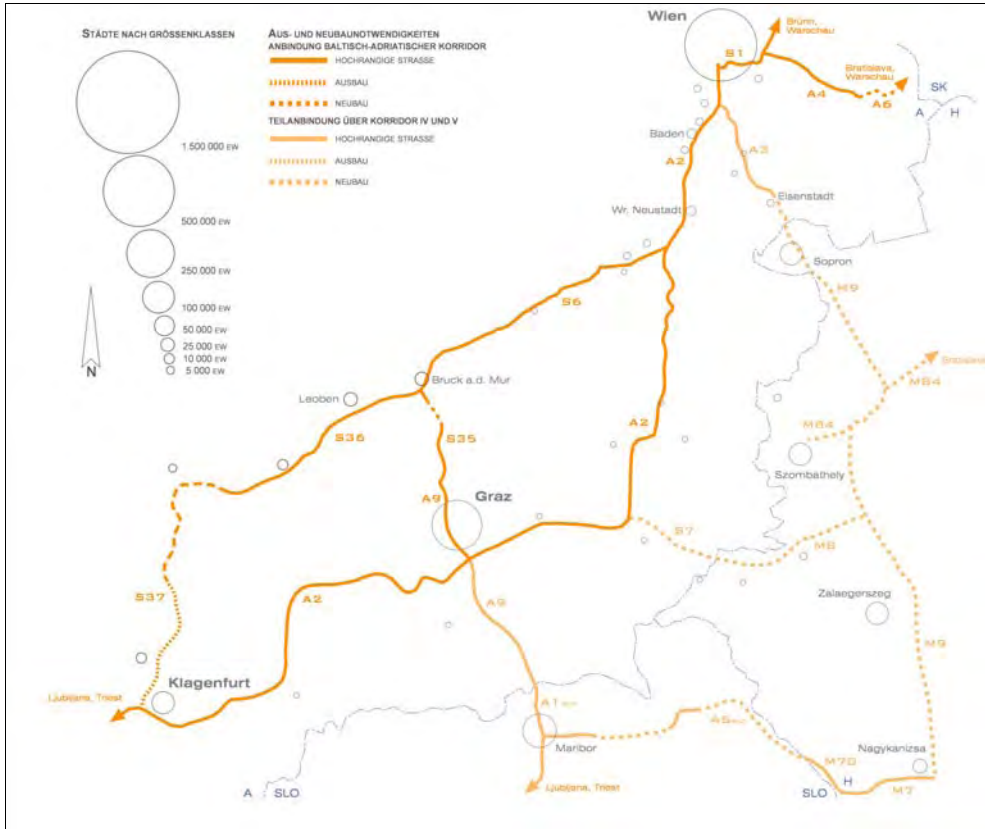 STÄDTE NACH GRÖSSENKLASSEN
1.500 000 EW
500 000 EW
250 000 EW
100 000 EW
50 000 EW
25 000 EW
10 000 EW
5 000 EW
N
AUS- UND NEUBAUNOTWENDIGKEITEN
ANBINDUNG BALTISCH-ADRIATISCHER KORRIDOR
HOCHRANGIGE STRASSE
AUSBAU
NEUBAU
TEILANBINDUNG ÜBER KORRIDOR IV UND V
HOCHRANGIGE STRASSE
AUSBAU
NEUBAU
Wien
Brünn,
Warschau
S1
Bratislava,
Warschau
A4
A6
SK
A
H
Baden
A2
A3
Eisenstadt
Wr. Neustadt
Sopron
M9
S6
Bratislava
M84
Bruck a.d. Mur
Leoben
S36
S35
A2
M84
Szombathely
A9
Graz
S7
M8
S37
A2
A9
Zalaegerszeg
M9
Klagenfurt
Ljubljana, Triest
A1
A5
Maribor
Nagykanizsa
M70
H
M7
A
SLO
Ljubljana, Triest
SLO